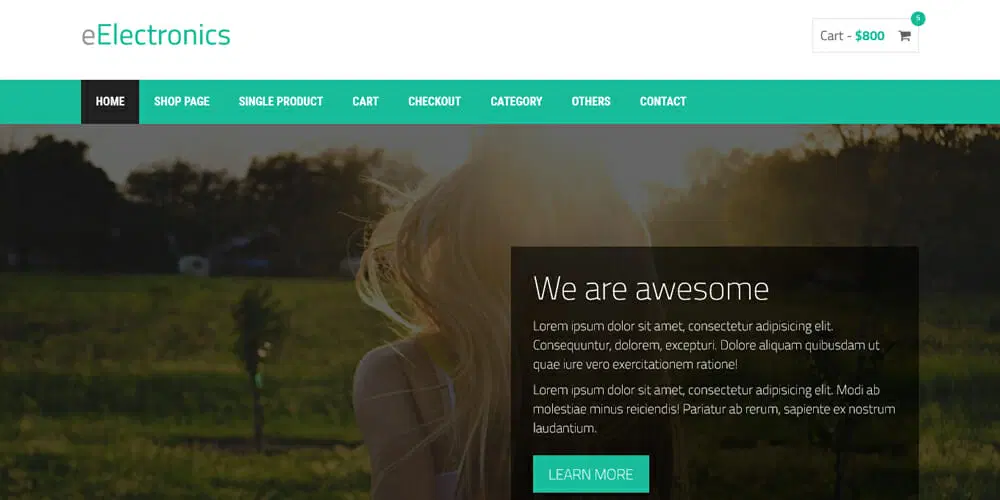 eElectronics
Cart - $800
5
HOME SHOP PAGE SINGLE PRODUCT CART CHECKOUT CATEGORY OTHERS CONTACT
We are awesome
Lorem ipsum dolor sit amet, consectetur adipisicing elit.
Consequuntur, dolorem, excepturi. Dolore aliquam quibusdam ut
quae iure vero exercitationem ratione!
Lorem ipsum dolor sit amet, consectetur adipisicing elit. Modi ab
molestiae minus reiciendis! Pariatur ab rerum, sapiente ex nostrum
laudantium.
LEARN MORE